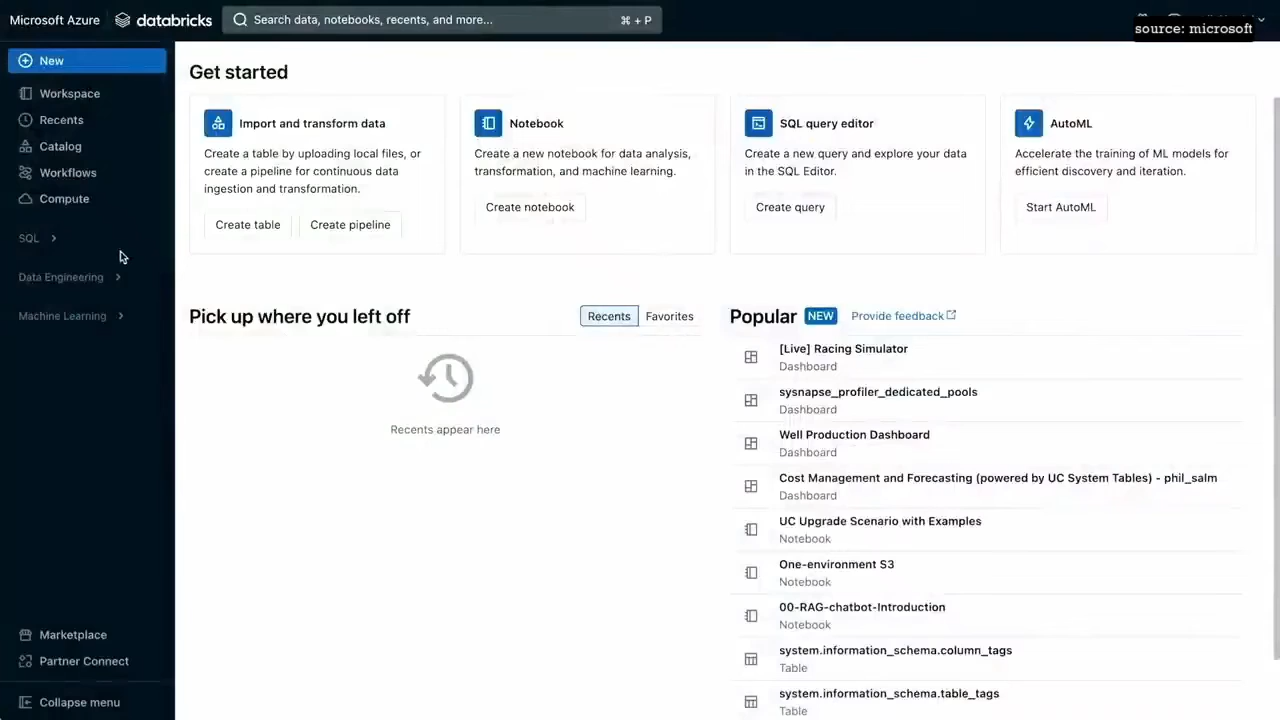 Microsoft Azure databricks
Search data, notebooks, recents, and more...
⌘ + P
source: microsoft
New
Workspace
Recents
Catalog
Workflows
Compute
SQL
Data Engineering
Machine Learning
Marketplace
Partner Connect
Collapse menu
Get started
Import and transform data
Create a table by uploading local files, or
create a pipeline for continuous data
ingestion and transformation.
Create table
Create pipeline
Notebook
Create a new notebook for data analysis,
transformation, and machine learning.
Create notebook
SQL query editor
Create a new query and explore your data
in the SQL Editor.
Create query
AutoML
Accelerate the training of ML models for
efficient discovery and iteration.
Start AutoML
Pick up where you left off
Recents
Favorites
Recents appear here
Popular NEW Provide feedback
[Live] Racing Simulator
Dashboard
sysnapse_profiler_dedicated_pools
Dashboard
Well Production Dashboard
Dashboard
Cost Management and Forecasting (powered by UC System Tables) - phil_salm
Dashboard
UC Upgrade Scenario with Examples
Notebook
One-environment S3
Notebook
00-RAG-chatbot-Introduction
Notebook
system.information_schema.column_tags
Table
system.information_schema.table_tags
Table